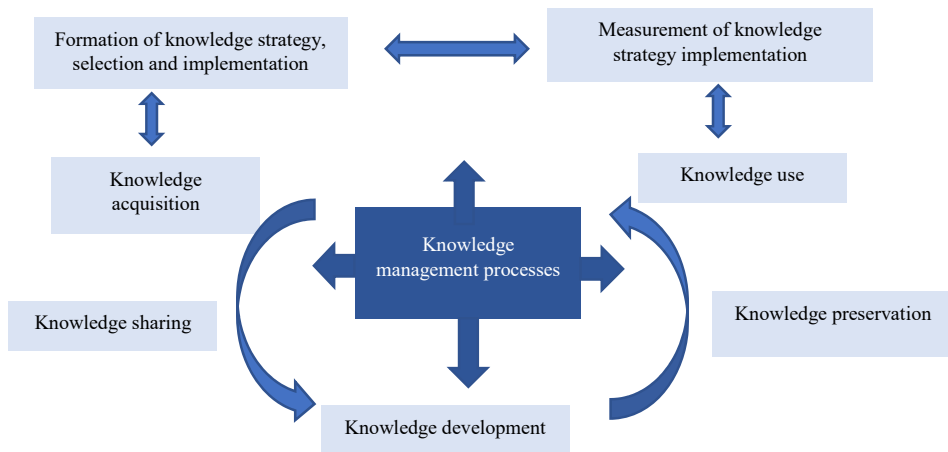 Formation of knowledge strategy,
selection and implementation
Measurement of knowledge
strategy implementation
Knowledge
acquisition
Knowledge use
Knowledge
management processes
Knowledge sharing
Knowledge preservation
Knowledge development